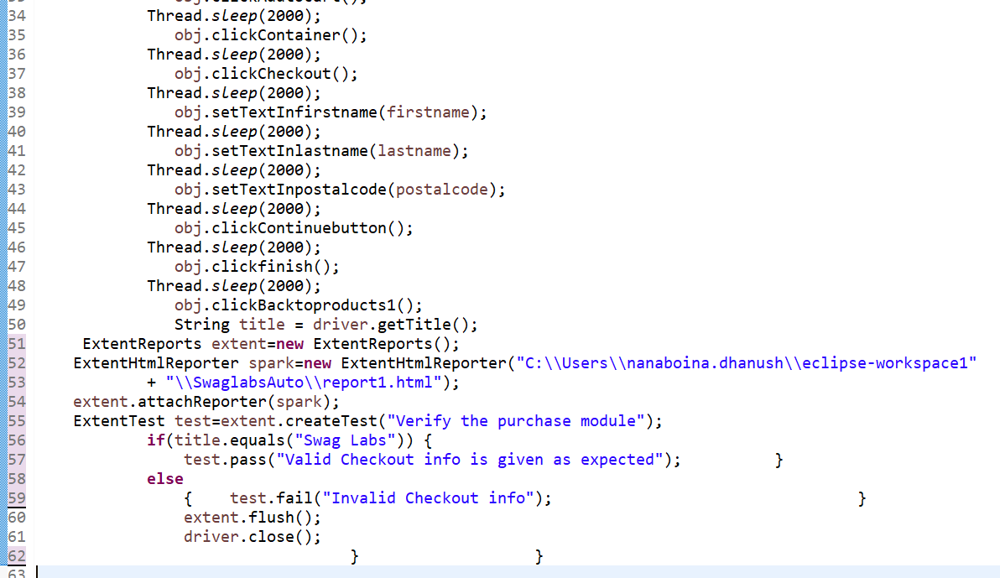 34 Thread.sleep(2000);
35 obj.clickContainer();
36 Thread.sleep(2000);
37 obj.clickCheckout();
38 Thread.sleep(2000);
39 obj.setTextInfirstname(firstname);
40 Thread.sleep(2000);
41 obj.setTextInlastname(lastname);
42 Thread.sleep(2000);
43 obj.setTextInpostalcode(postalcode);
44 Thread.sleep(2000);
45 obj.clickContinuebutton();
46 Thread.sleep(2000);
47 obj.clickfinish();
48 Thread.sleep(2000);
49 obj.clickBacktoproducts1();
50 String title = driver.getTitle();
51 ExtentReports extent=new ExtentReports();
52 ExtentHtmlReporter spark=new ExtentHtmlReporter("C:\\Users\\nanaboina.dhanush\\eclipse-workspace1"
53 + "\\SwaglabsAuto\\report1.html");
54 extent.attachReporter(spark);
55 ExtentTest test=extent.createTest("Verify the purchase module");
56 if(title.equals("Swag Labs")) {
57 test.pass("Valid Checkout info is given as expected"); }
58 else
59 { test.fail("Invalid Checkout info"); }
60 extent.flush();
61 driver.close();
62 } }
63